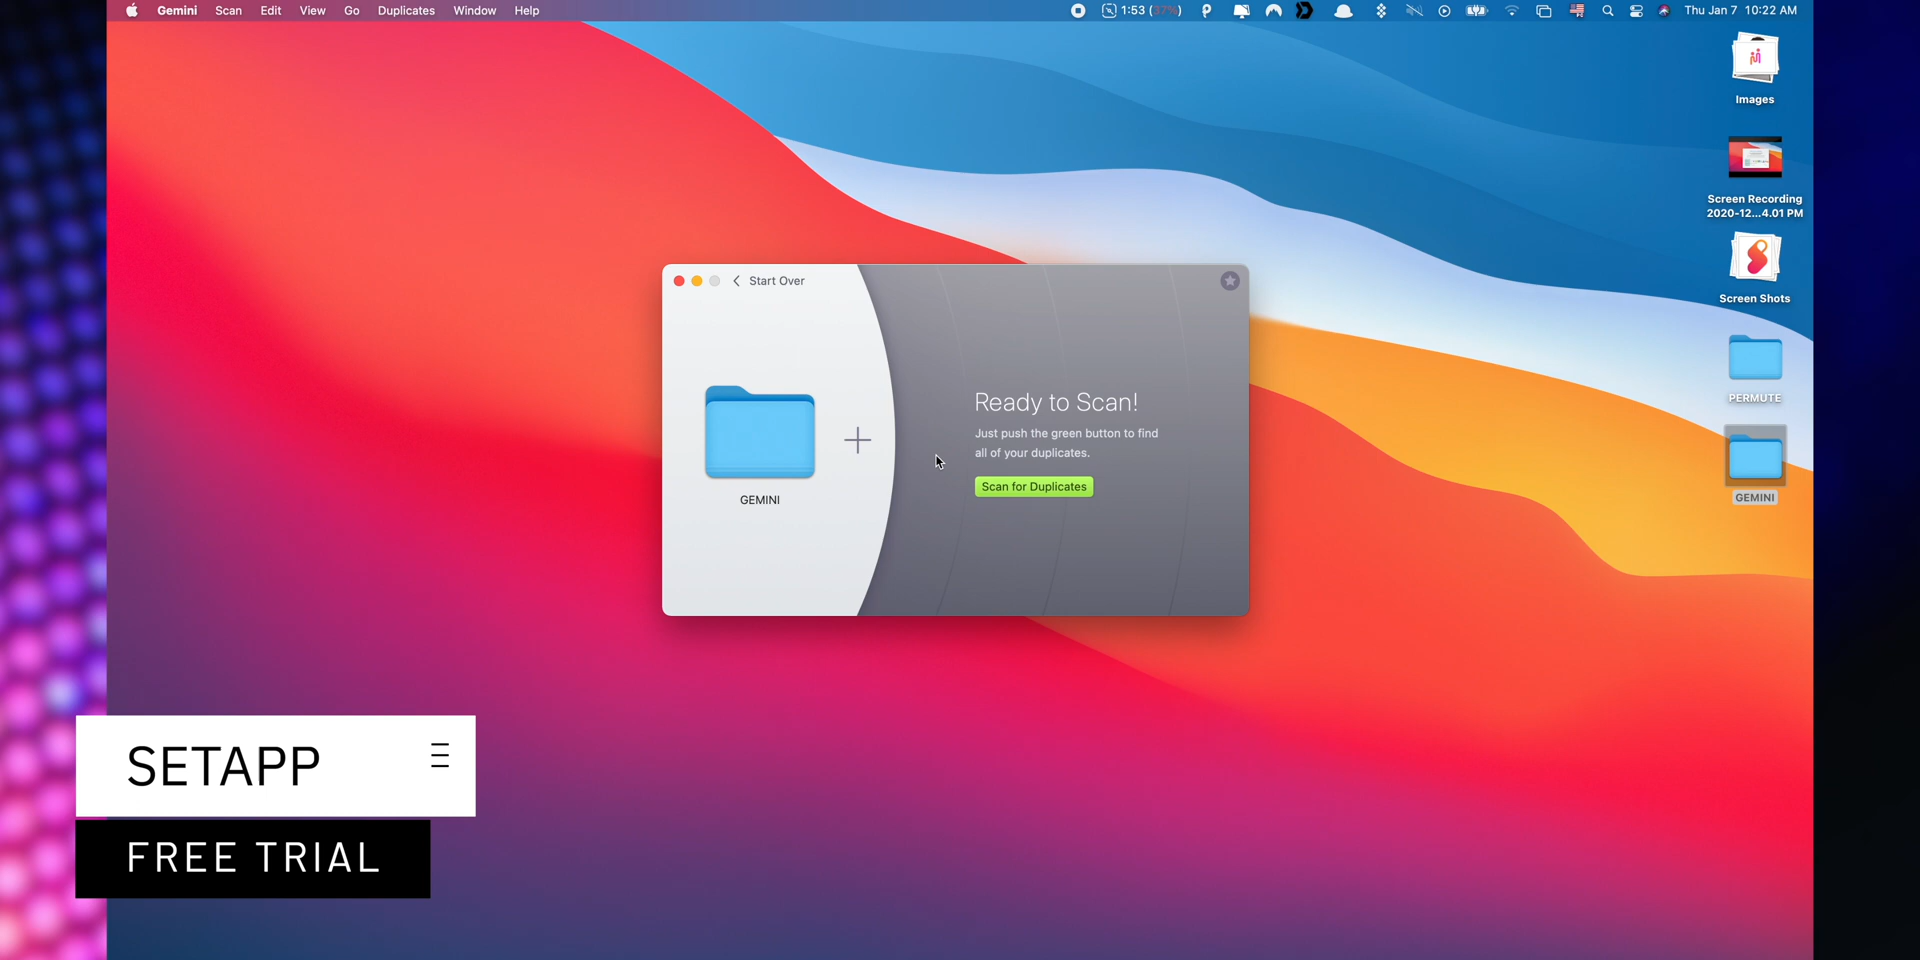 Gemini Scan Edit View Go Duplicates Window Help
1:53 (37%)
Thu Jan 7 10:22 AM
Images
Screen Recording
2020-12...4.01 PM
Screen Shots
PERMUTE
GEMINI
Start Over
GEMINI
Ready to Scan!
Just push the green button to find
all of your duplicates.
Scan for Duplicates
SETAPP
FREE TRIAL